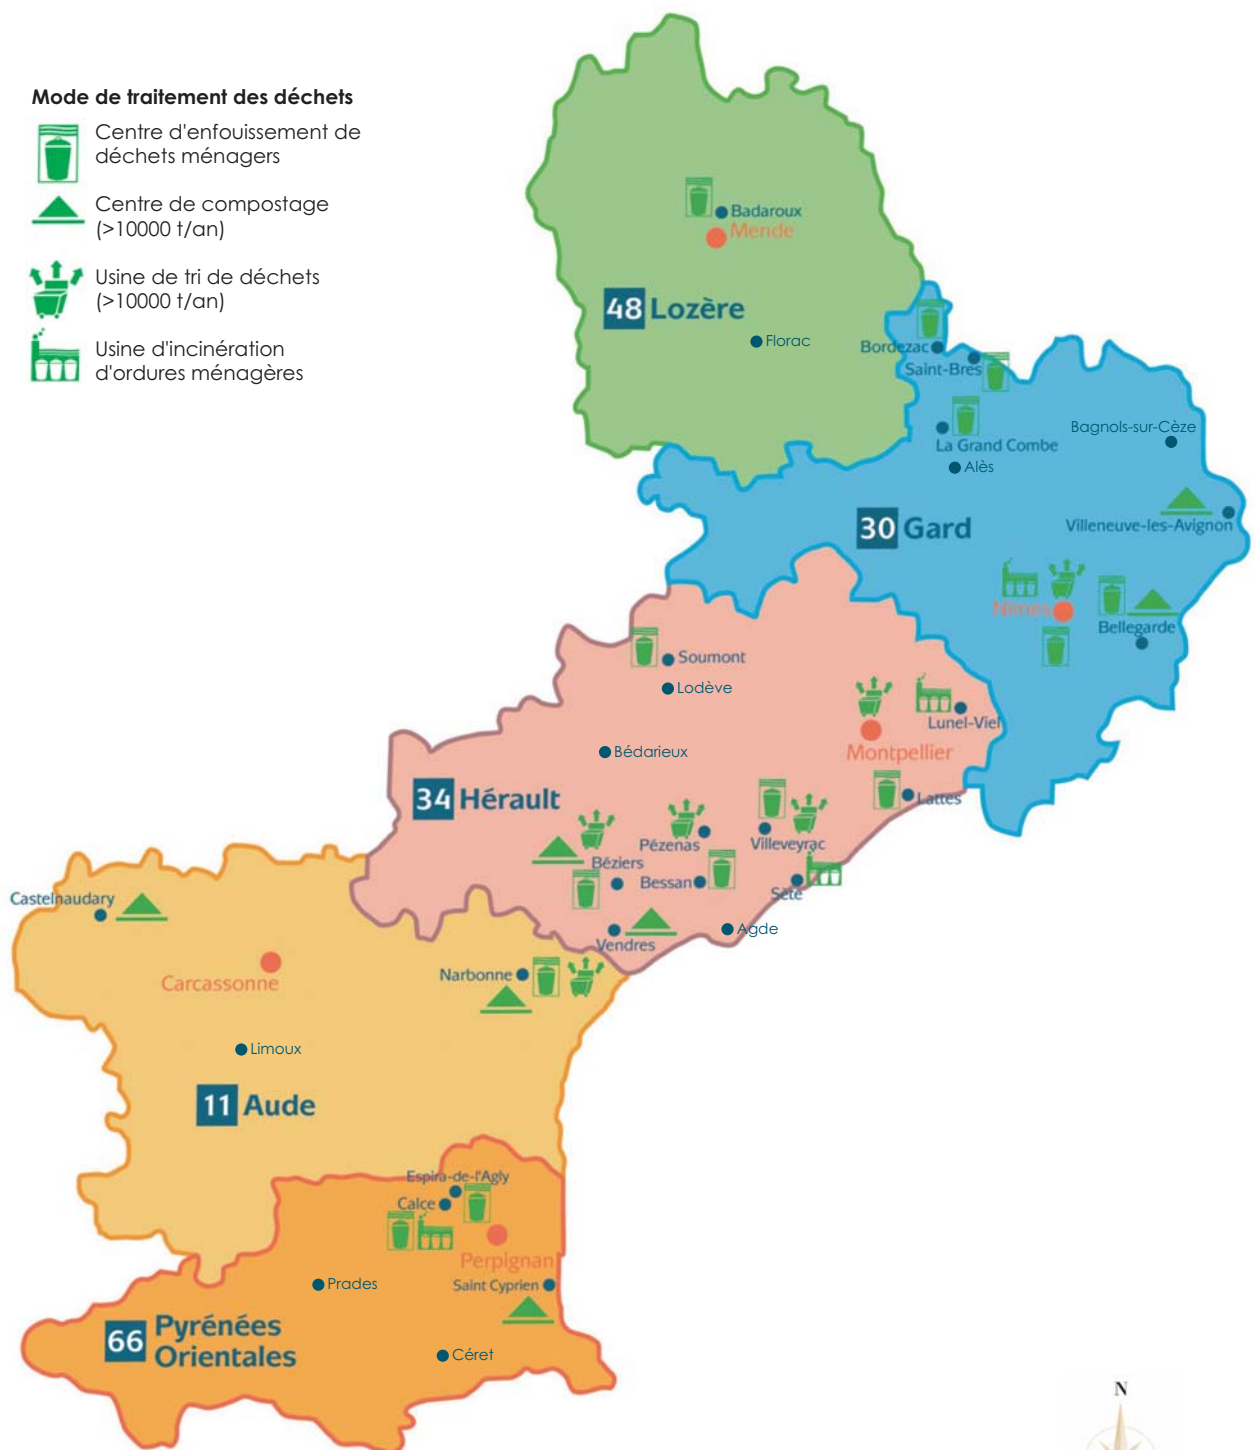 Mode de traitement des déchets
Centre d'enfouissement de
déchets ménagers
Centre de compostage
(>10000 t/an)
Usine de tri de déchets
(>10000 t/an)
Usine d'incinération
d'ordures ménagères
Badaroux
Mende
48 Lozère
Florac
Bordezac
Saint-Bres
La Grand Combe
Bagnols-sur-Cèze
Alès
30 Gard
Villeneuve-les-Avignon
Nîmes
Bellegarde
Soumont
Lodève
Lunel-Viel
Montpellier
Bédarieux
34 Hérault
Lattes
Pézenas
Villeveyrac
Béziers
Bessan
Sète
Castelnaudary
Agde
Vendres
Narbonne
Carcassonne
Limoux
11 Aude
Espira-de-l'Agly
Calce
Perpignan
Prades
Saint Cyprien
66 Pyrénées
Orientales
Céret
N